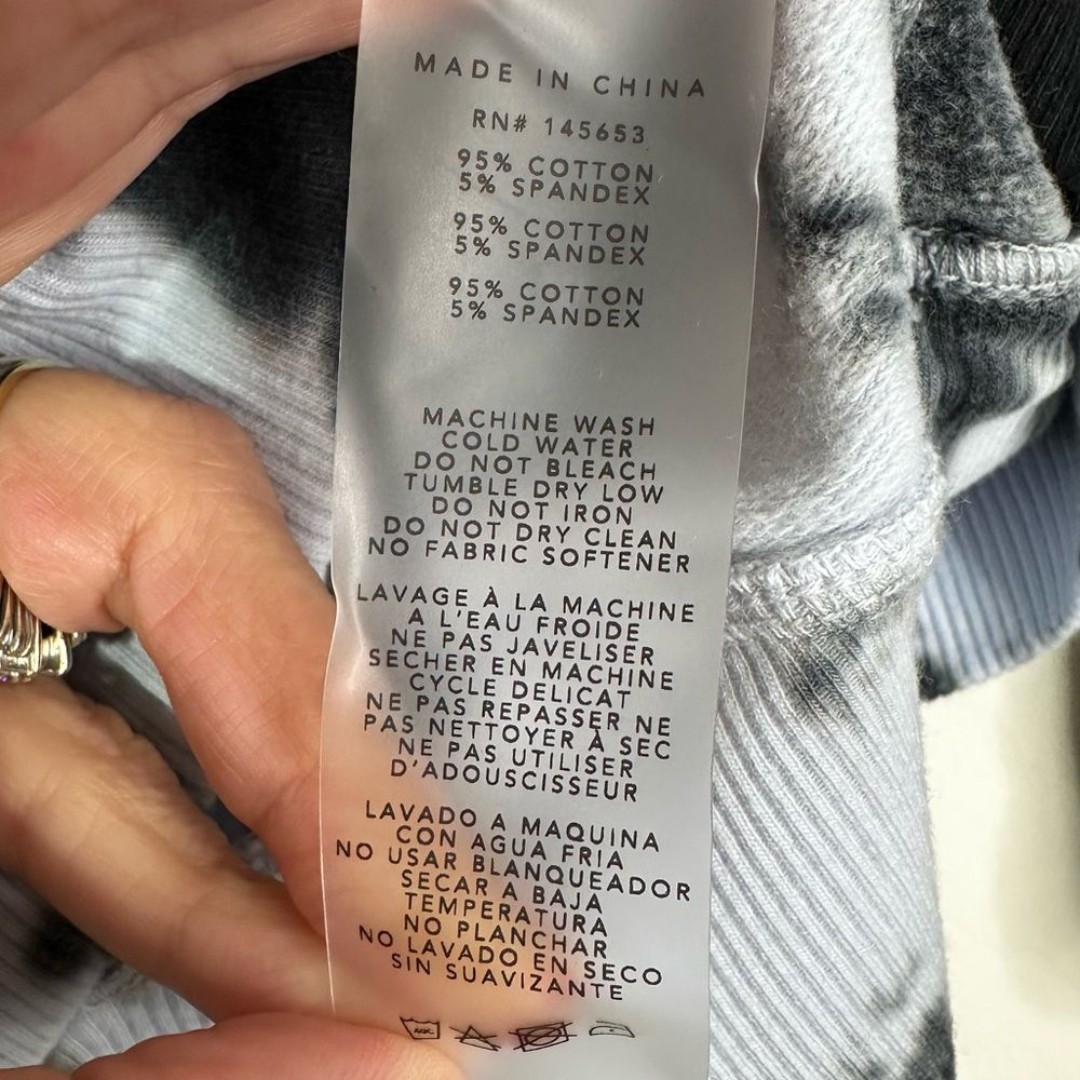 MADE IN CHINA
RN# 145653
95% COTTON
5% SPANDEX
95% COTTON
5% SPANDEX
95% COTTON
5% SPANDEX
MACHINE WASH
COLD WATER
DO NOT BLEACH
TUMBLE DRY LOW
DO NOT IRON
DO NOT DRY CLEAN
NO FABRIC SOFTENER
LAVAGE À LA MACHINE
A L'EAU FROIDE
NE PAS JAVELISER
SECHER EN MACHINE
CYCLE DELICAT
NE PAS REPASSER NE
PAS NETTOYER À SEC
NE PAS UTILISER
D'ADOUSCISSEUR
LAVADO A MAQUINA
CON AGUA FRIA
NO USAR BLANQUEADOR
SECAR A BAJA
TEMPERATURA
NO PLANCHAR
NO LAVADO EN SECO
SIN SUAVIZANTE